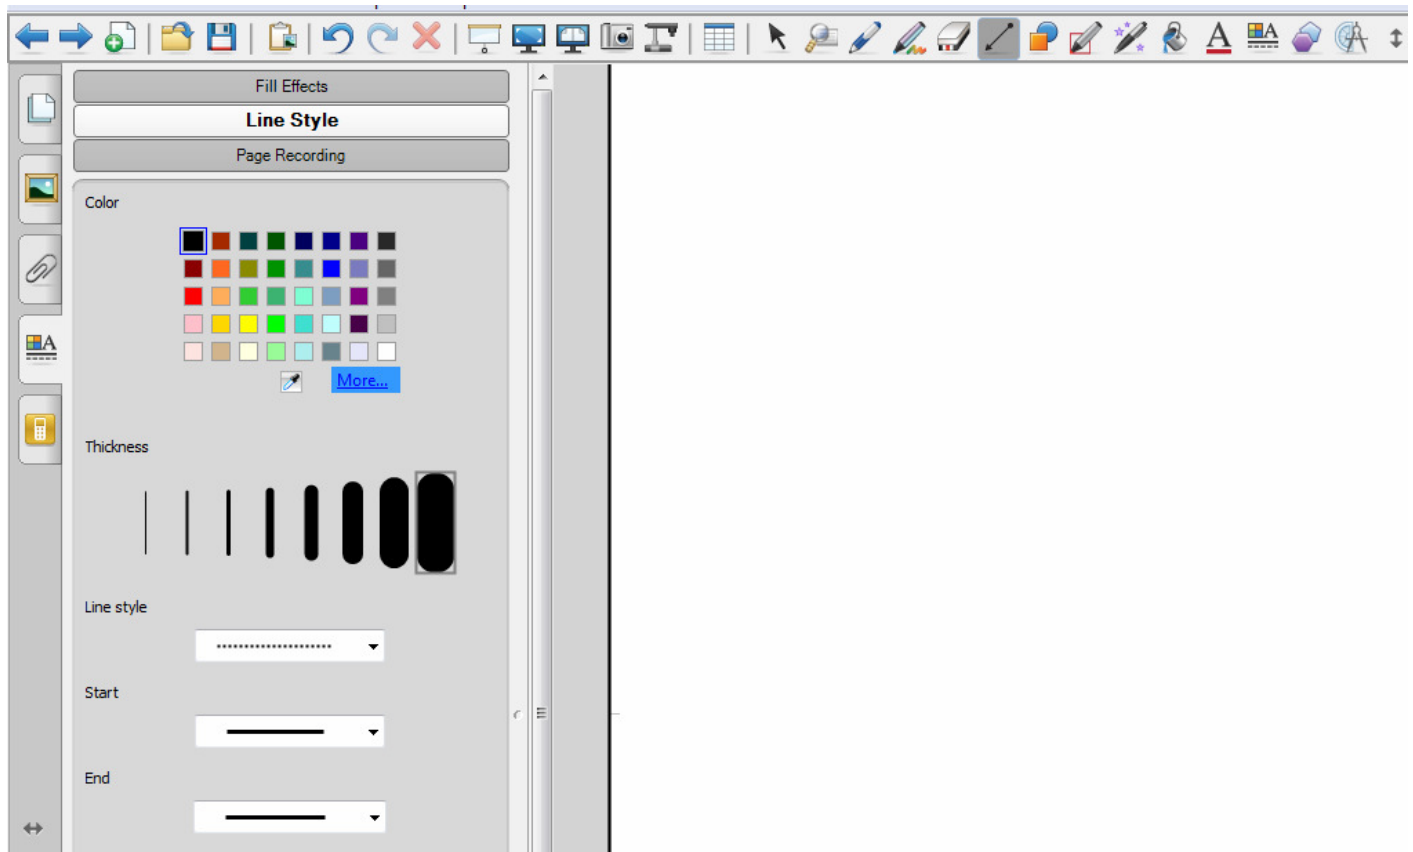 Fill Effects
Line Style
Page Recording
Color
More...
Thickness
Line style
Start
End